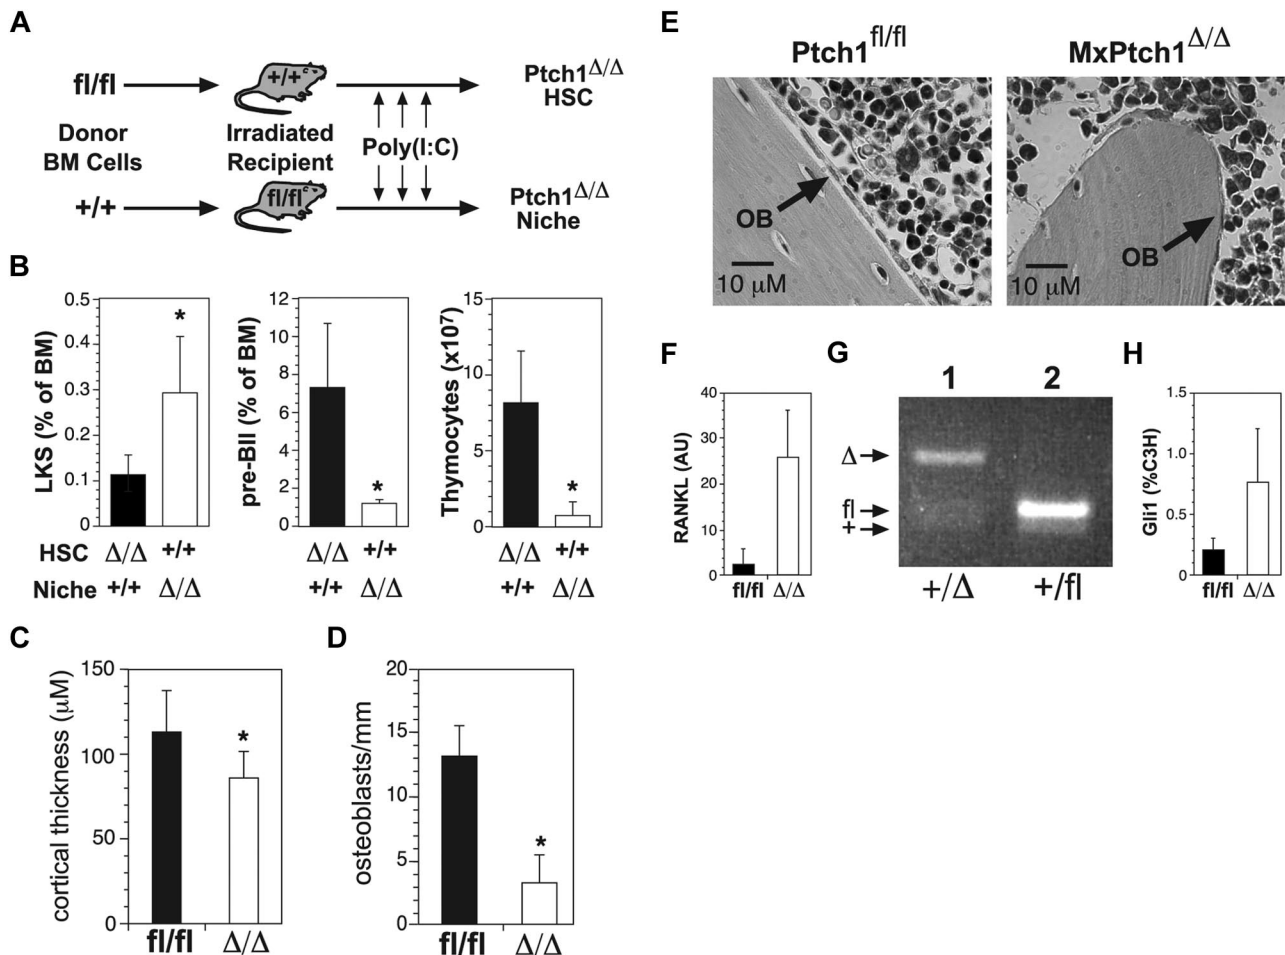 A
fl/fl
+/+
Ptch1Δ/Δ
HSC
Donor
BM Cells
Irradiated
Recipient
Poly(I:C)
+/+
fl/fl
Ptch1Δ/Δ
Niche
B
LKS (% of BM)
0.5
0.4
0.3
0.2
0.1
0
*
pre-BII (% of BM)
12
10
8
6
4
2
0
*
Thymocytes (x10⁷)
15
10
5
0
*
HSC Δ/Δ +/+
Niche +/+ Δ/Δ
Δ/Δ +/+
+/+ Δ/Δ
Δ/Δ +/+
+/+ Δ/Δ
C
cortical thickness (μM)
150
100
50
0
*
fl/fl Δ/Δ
D
osteoblasts/mm
20
15
10
5
0
*
fl/fl Δ/Δ
E
Ptch1fl/fl
MxPtch1Δ/Δ
OB
10 μM
OB
10 μM
F
RANKL (AU)
40
30
20
10
0
fl/fl Δ/Δ
G
1 2
Δ
fl
+
+/Δ +/fl
H
Gli1 (%C3H)
1.5
1.0
0.5
0
fl/fl Δ/Δ